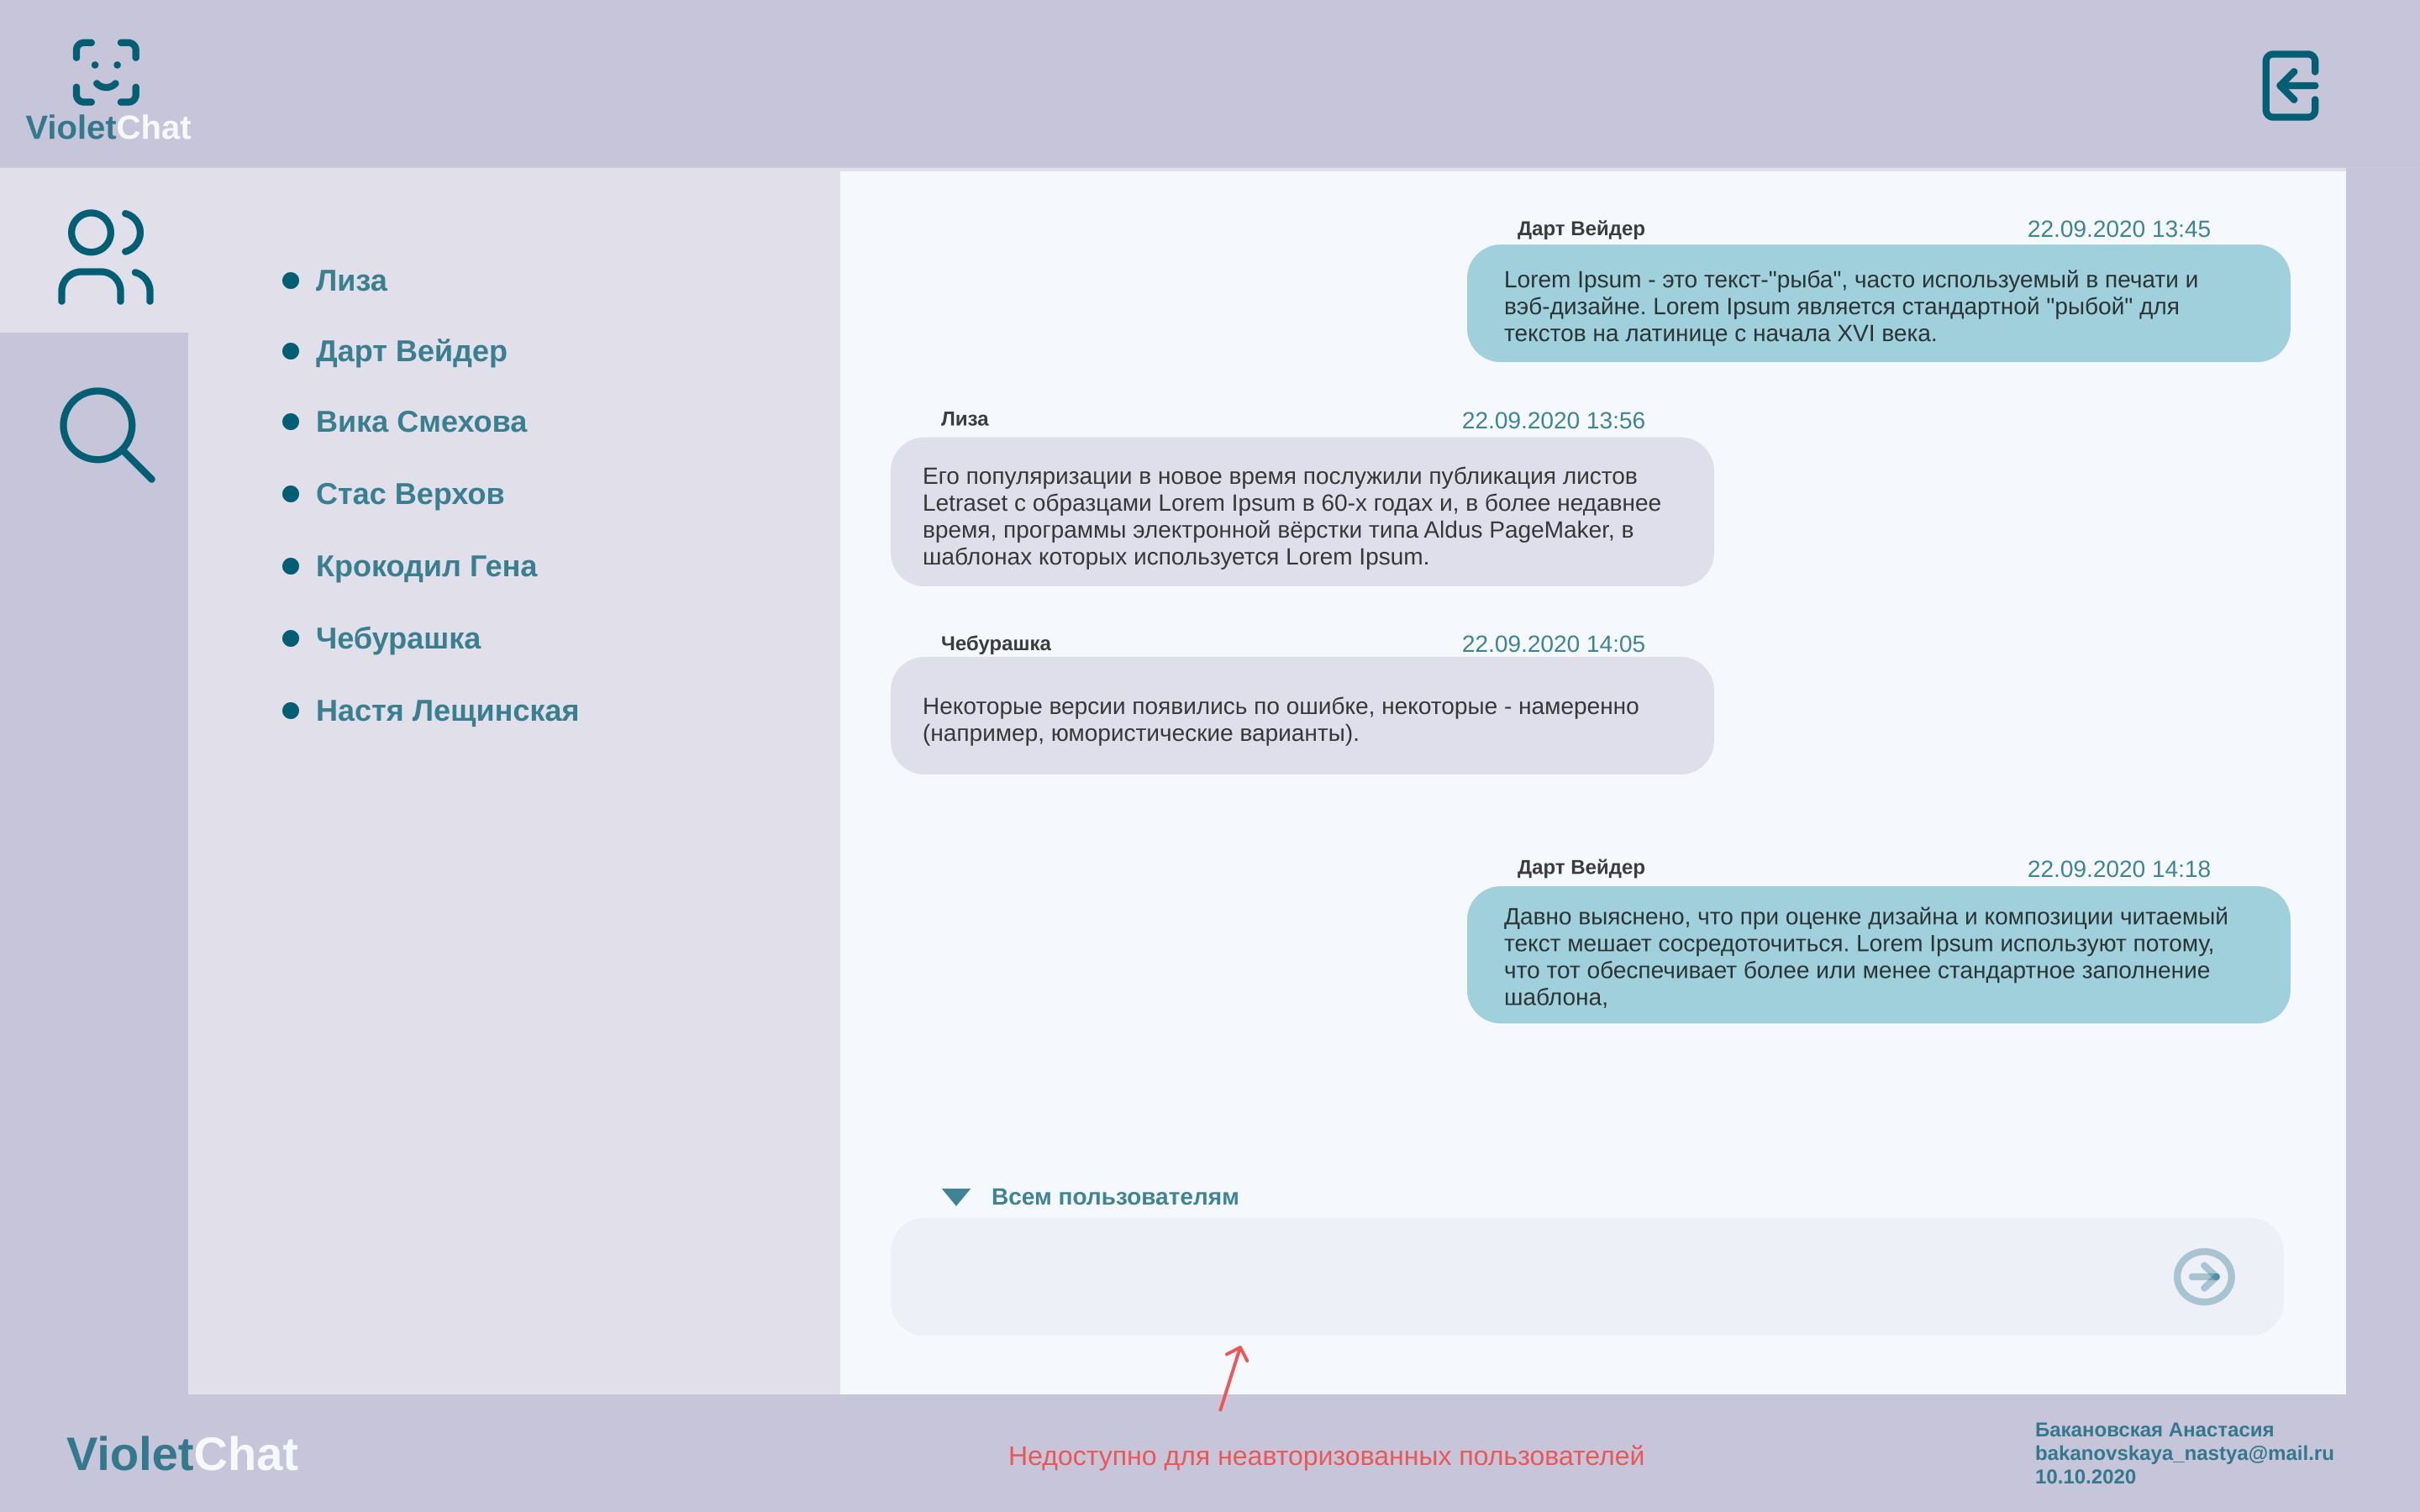 VioletChat
Лиза
Дарт Вейдер
Вика Смехова
Стас Верхов
Крокодил Гена
Чебурашка
Настя Лещинская
Дарт Вейдер 22.09.2020 13:45
Lorem Ipsum - это текст-"рыба", часто используемый в печати и
вэб-дизайне. Lorem Ipsum является стандартной "рыбой" для
текстов на латинице с начала XVI века.
Лиза 22.09.2020 13:56
Его популяризации в новое время послужили публикация листов
Letraset с образцами Lorem Ipsum в 60-х годах и, в более недавнее
время, программы электронной вёрстки типа Aldus PageMaker, в
шаблонах которых используется Lorem Ipsum.
Чебурашка 22.09.2020 14:05
Некоторые версии появились по ошибке, некоторые - намеренно
(например, юмористические варианты).
Дарт Вейдер 22.09.2020 14:18
Давно выяснено, что при оценке дизайна и композиции читаемый
текст мешает сосредоточиться. Lorem Ipsum используют потому,
что тот обеспечивает более или менее стандартное заполнение
шаблона,
Всем пользователям
VioletChat
Недоступно для неавторизованных пользователей
Бакановская Анастасия
bakanovskaya_nastya@mail.ru
10.10.2020